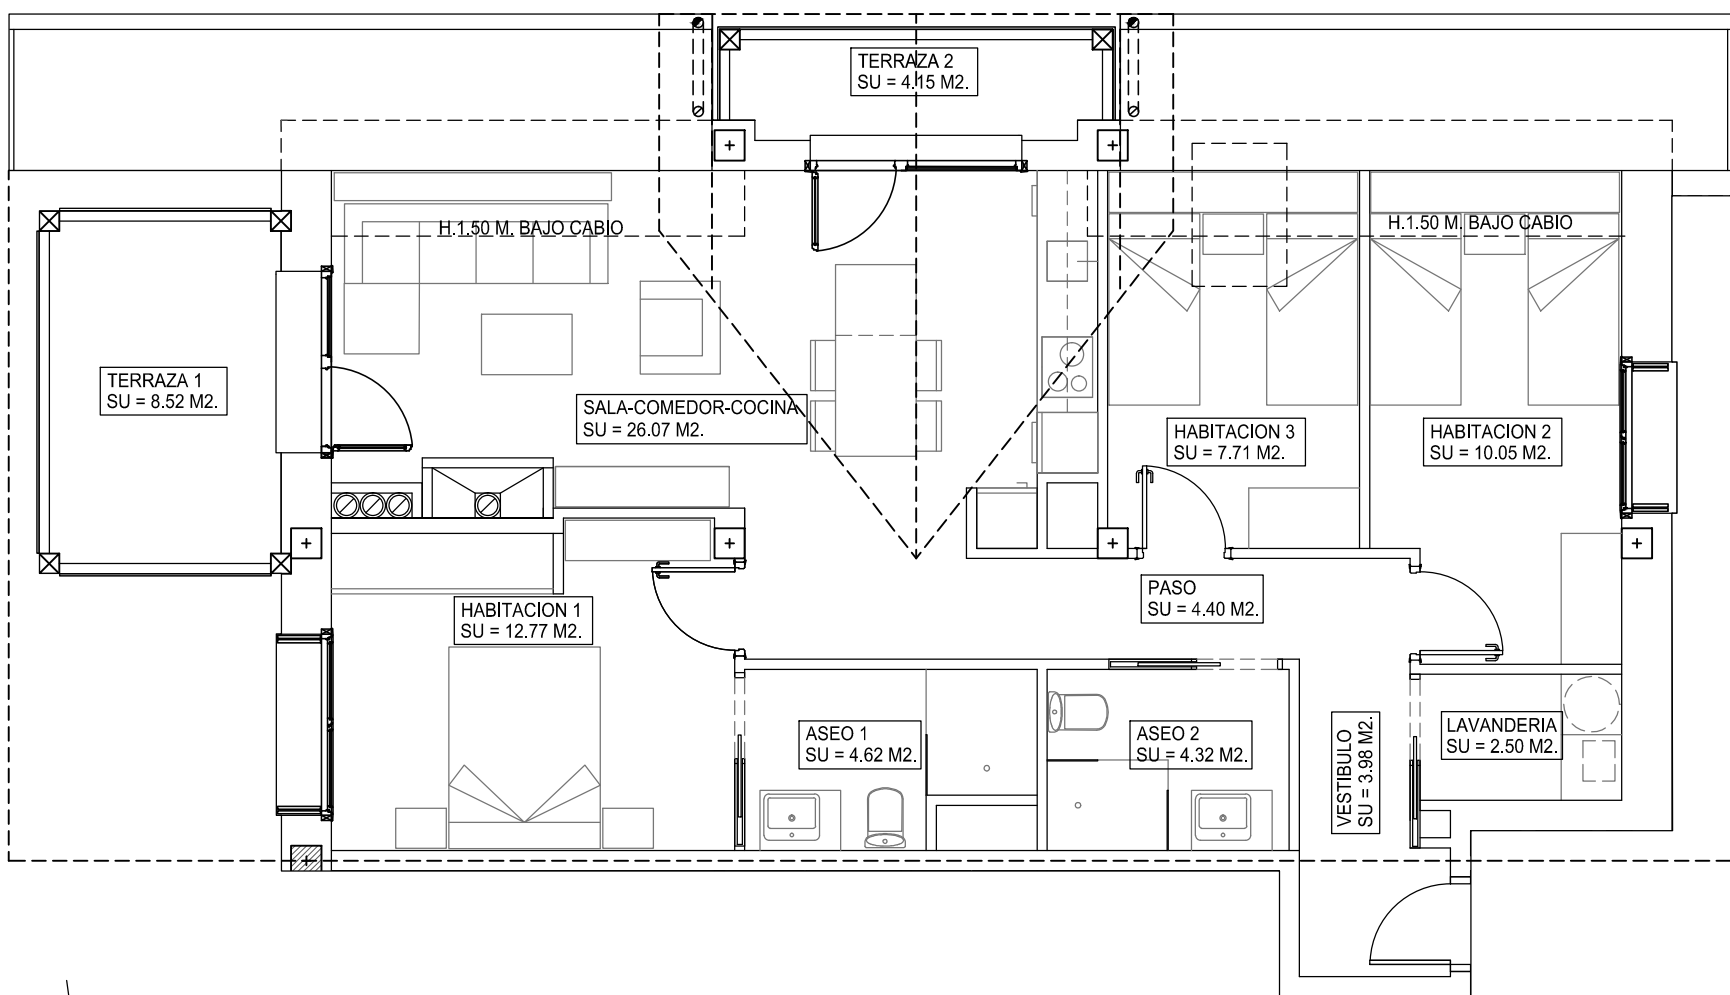 TERRAZA 2
SU = 4.15 M2.
H.1.50 M. BAJO CABIO
H.1.50 M. BAJO CABIO
TERRAZA 1
SU = 8.52 M2.
SALA-COMEDOR-COCINA
SU = 26.07 M2.
HABITACION 3
SU = 7.71 M2.
HABITACION 2
SU = 10.05 M2.
HABITACION 1
SU = 12.77 M2.
PASO
SU = 4.40 M2.
ASEO 1
SU = 4.62 M2.
ASEO 2
SU = 4.32 M2.
VESTIBULO
SU = 3.98 M2.
LAVANDERIA
SU = 2.50 M2.